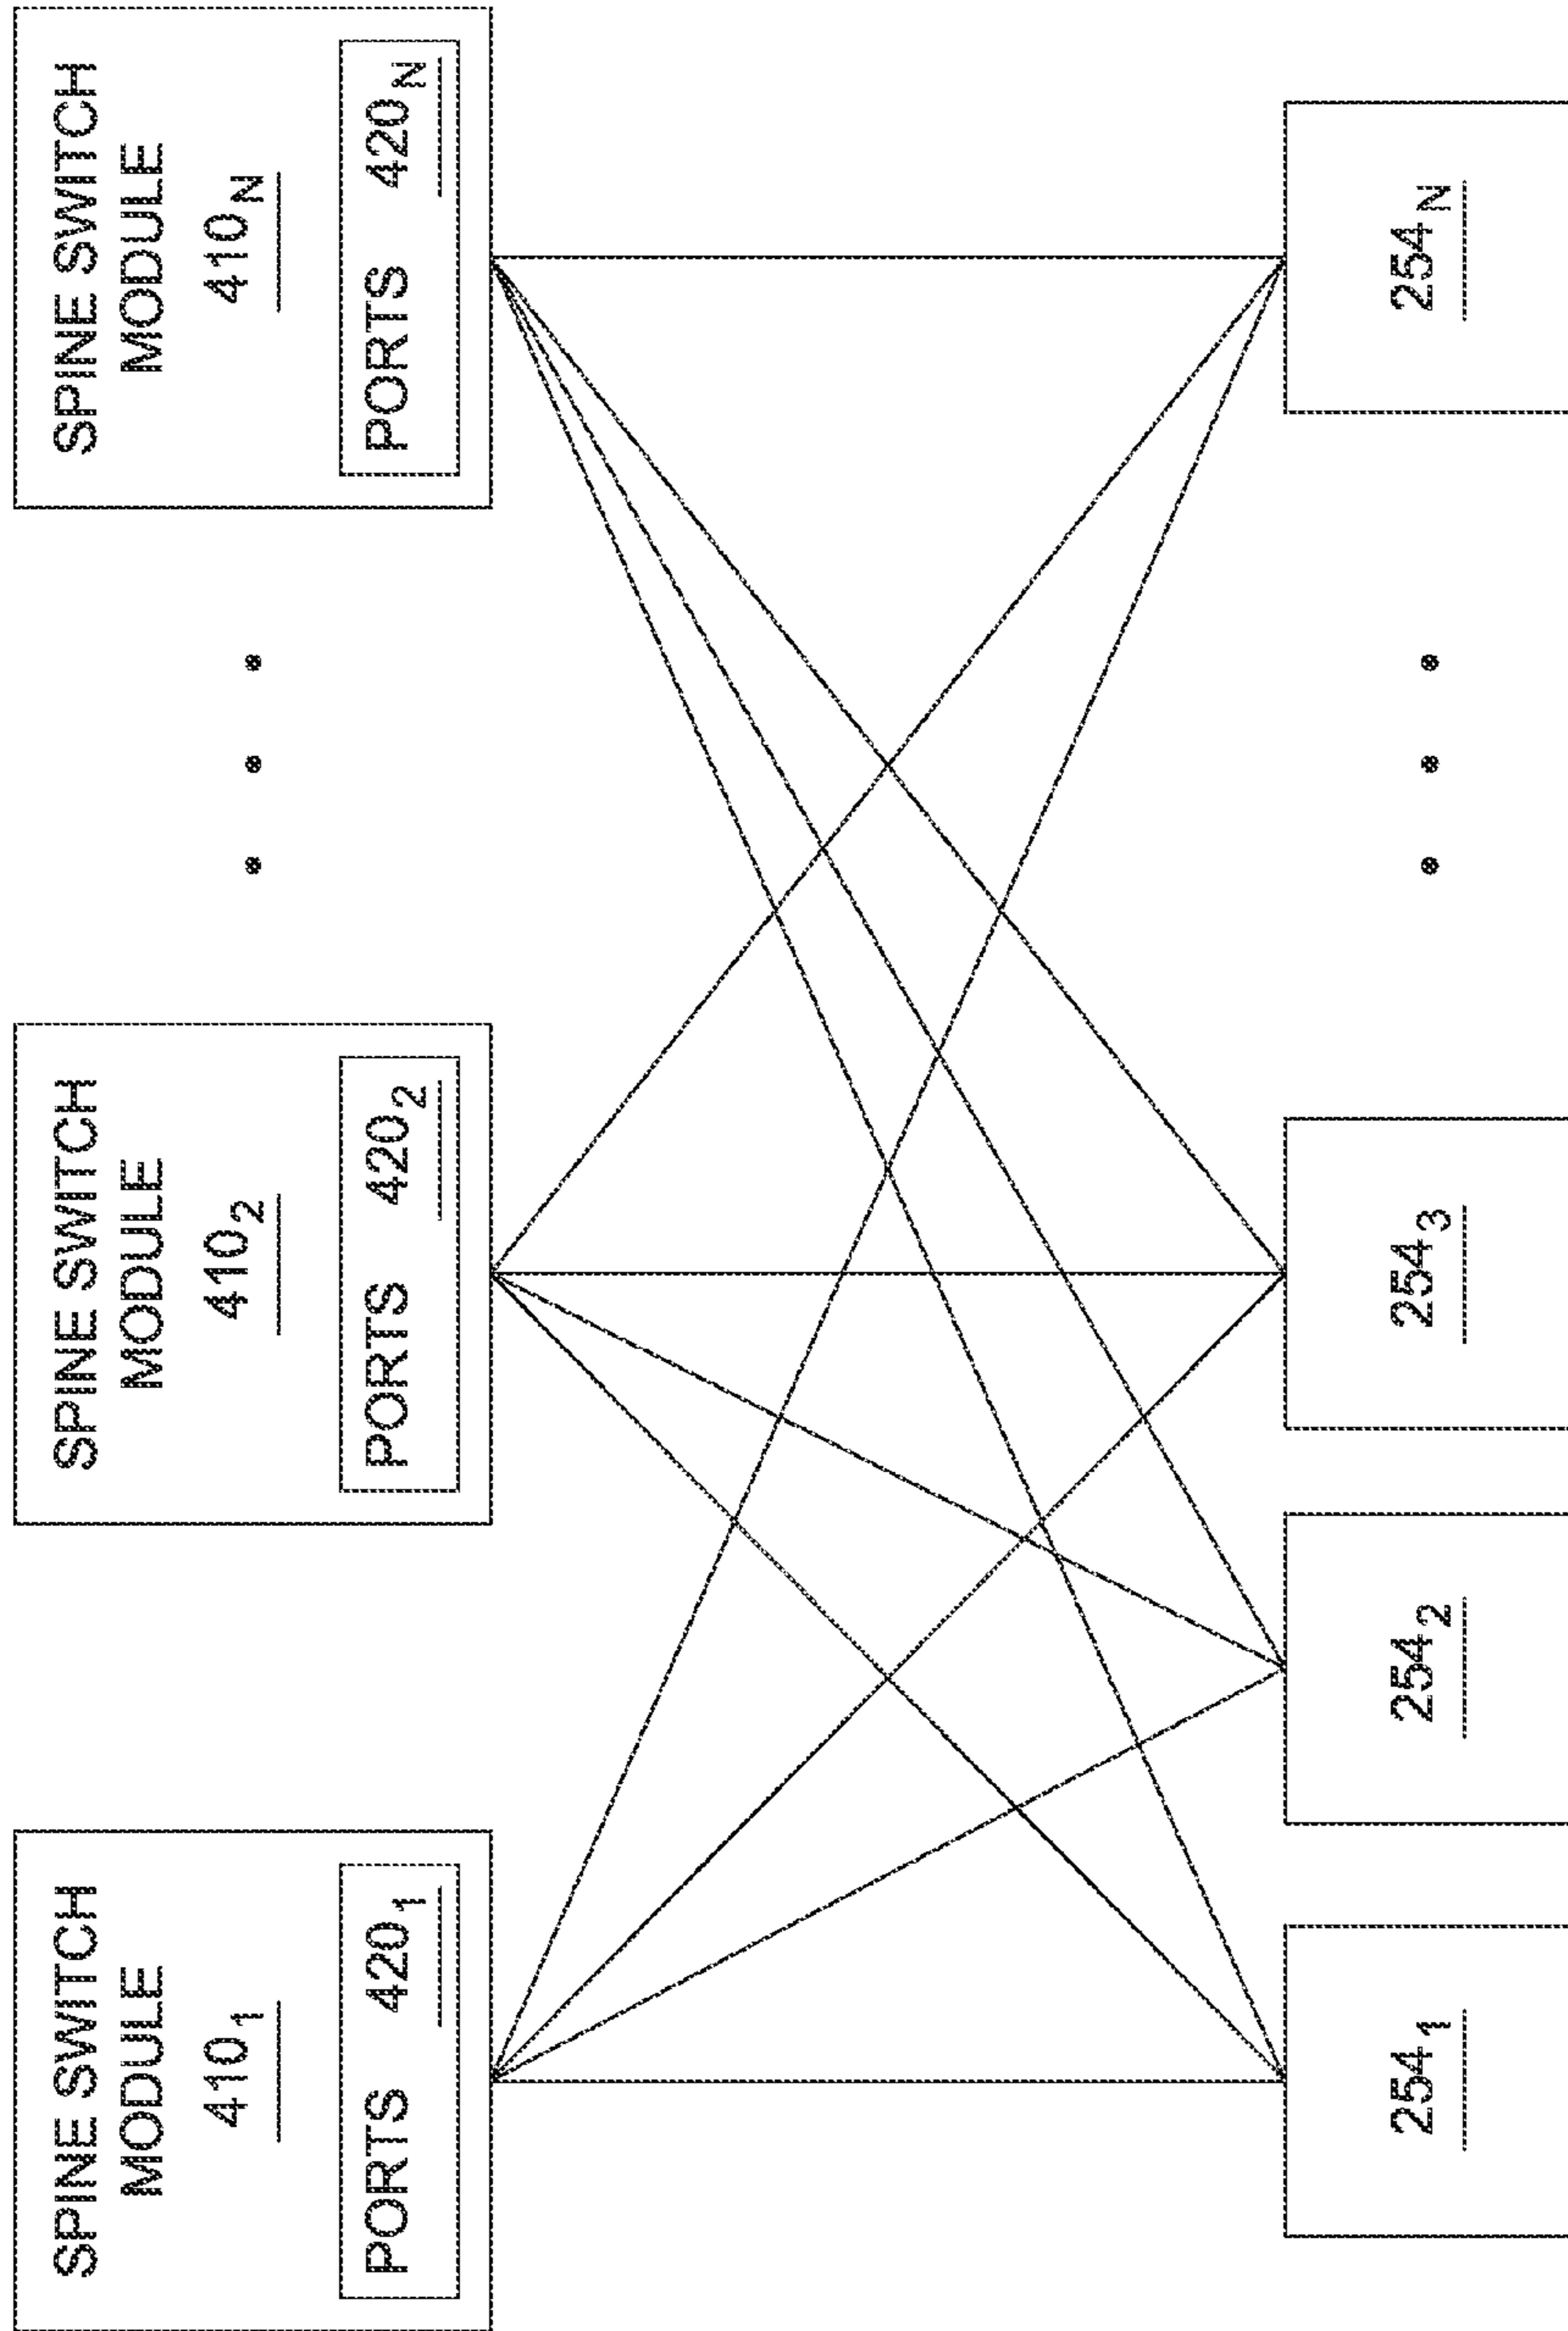 SPINE SWITCH
MODULE
410₁
PORTS 420₁
SPINE SWITCH
MODULE
410₂
PORTS 420₂
SPINE SWITCH
MODULE
410N
PORTS 420N
254₁
254₂
254₃
254N